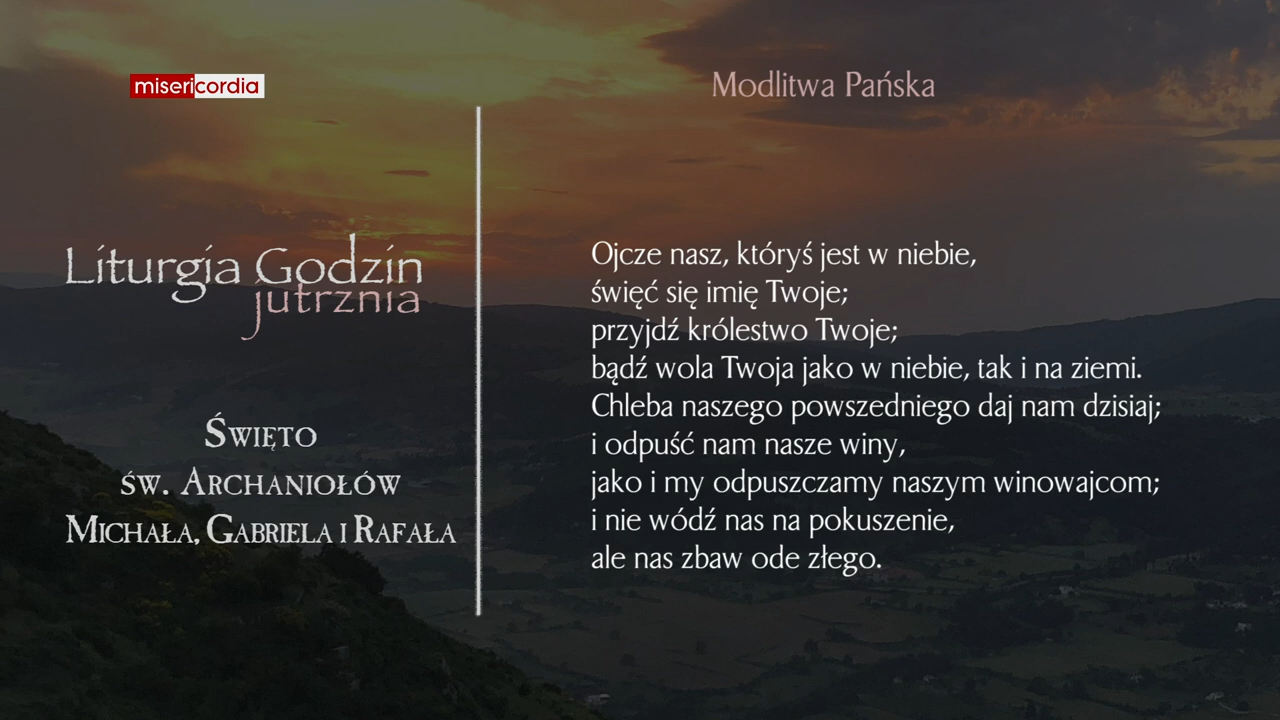 misericordia
Liturgia Godzin
jutrznia
Święto
św. Archaniołów
Michała, Gabriela i Rafała
Modlitwa Pańska
Ojcze nasz, któryś jest w niebie,
święć się imię Twoje;
przyjdź królestwo Twoje;
bądź wola Twoja jako w niebie, tak i na ziemi.
Chleba naszego powszedniego daj nam dzisiaj;
i odpuść nam nasze winy,
jako i my odpuszczamy naszym winowajcom;
i nie wódź nas na pokuszenie,
ale nas zbaw ode złego.